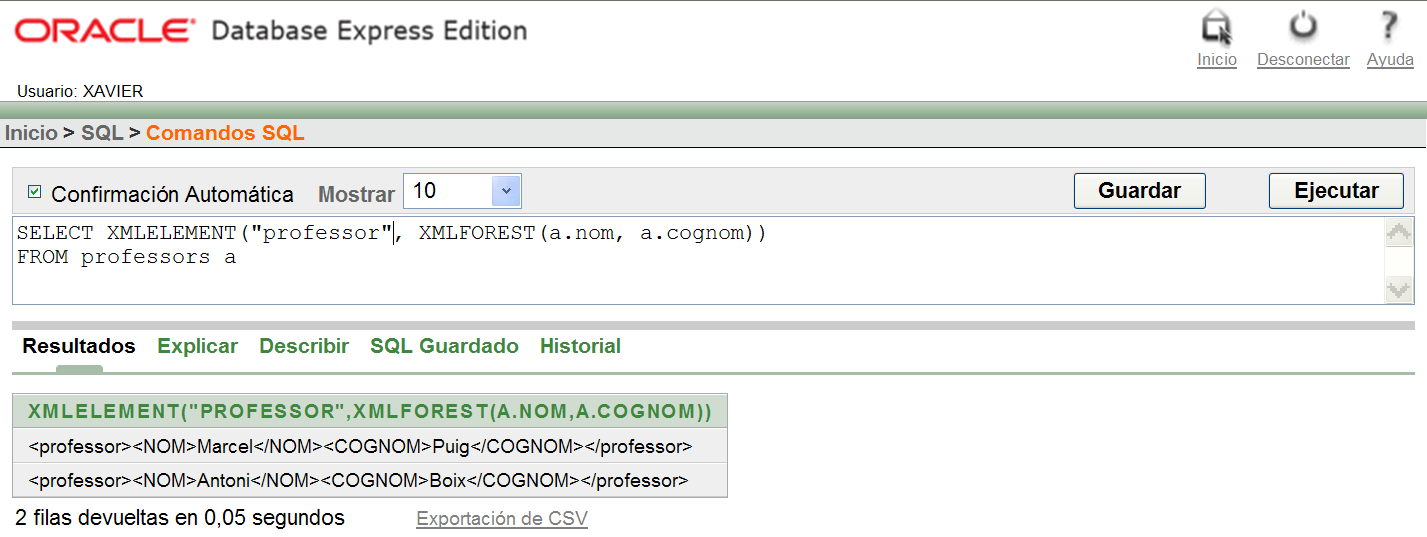 ORACLE Database Express Edition
Inicio Desconectar Ayuda
Usuario: XAVIER
Inicio > SQL > Comandos SQL
Confirmación Automática Mostrar 10 Guardar Ejecutar
SELECT XMLELEMENT("professor", XMLFOREST(a.nom, a.cognom))
FROM professors a
Resultados Explicar Describir SQL Guardado Historial
XMLELEMENT("PROFESSOR",XMLFOREST(A.NOM,A.COGNOM))
<professor><NOM>Marcel</NOM><COGNOM>Puig</COGNOM></professor>
<professor><NOM>Antoni</NOM><COGNOM>Boix</COGNOM></professor>
2 filas devueltas en 0,05 segundos Exportación de CSV